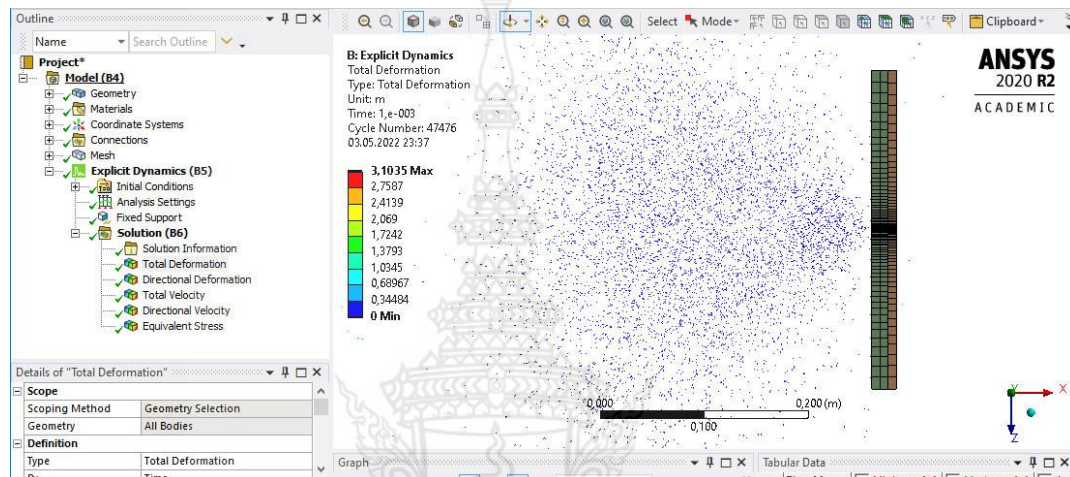 Outline
Name
Search Outline
Project*
Model (B4)
Geometry
Materials
Coordinate Systems
Connections
Mesh
Explicit Dynamics (B5)
Initial Conditions
Analysis Settings
Fixed Support
Solution (B6)
Solution Information
Total Deformation
Directional Deformation
Total Velocity
Directional Velocity
Equivalent Stress
Details of "Total Deformation"
Scope
Scoping Method Geometry Selection
Geometry All Bodies
Definition
Type Total Deformation
Select Mode Clipboard
B: Explicit Dynamics
Total Deformation
Type: Total Deformation
Unit: m
Time: 1,e-003
Cycle Number: 47476
03.05.2022 23:37
3,1035 Max
2,7587
2,4139
2,069
1,7242
1,3793
1,0345
0,68967
0,34484
0 Min
ANSYS
2020 R2
ACADEMIC
0,000 0,200 (m)
0,100
X
Y
Z
Graph
Tabular Data